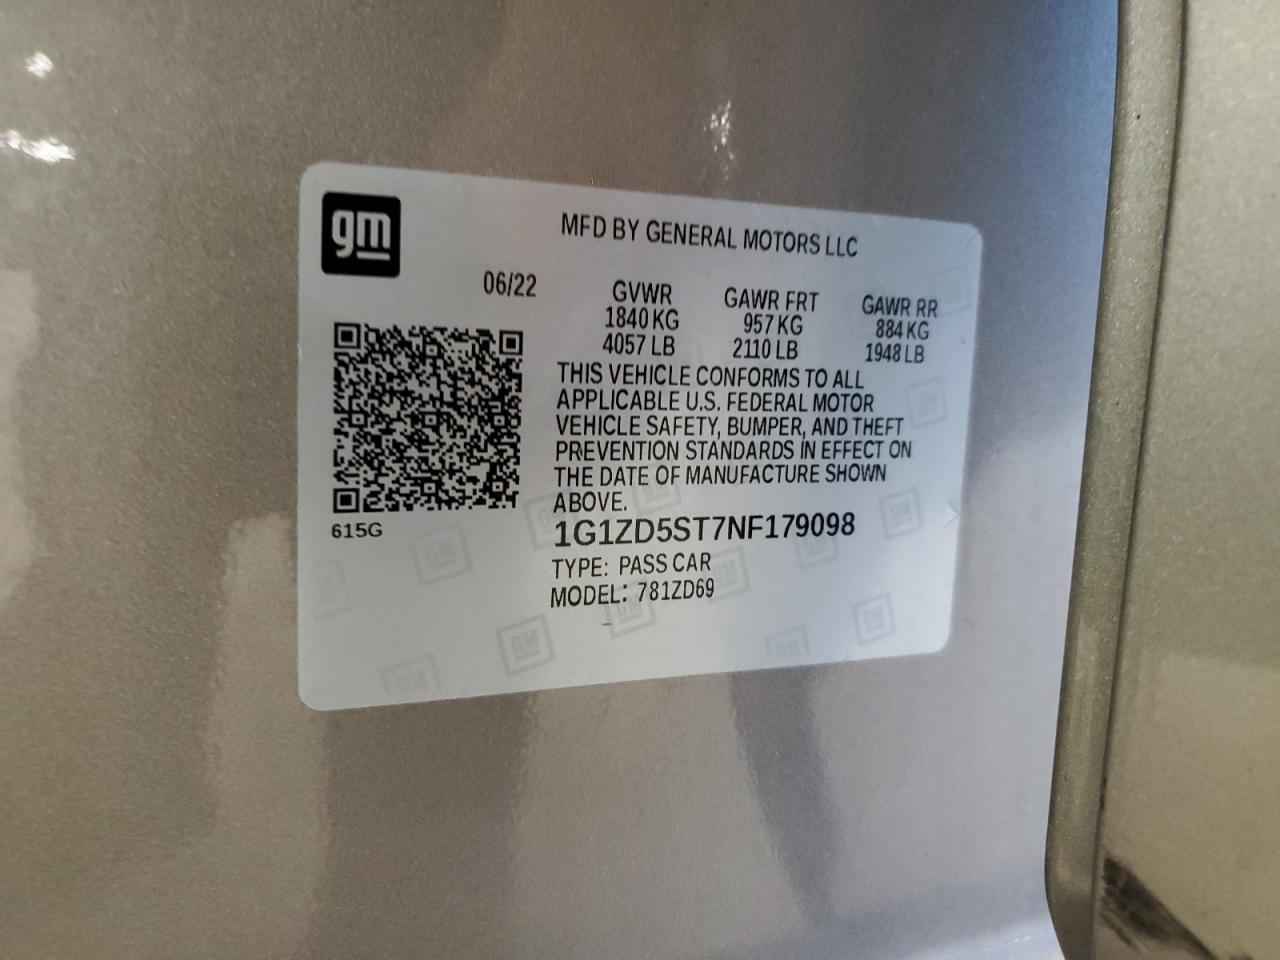 gm
MFD BY GENERAL MOTORS LLC
06/22
GVWR GAWR FRT GAWR RR
1840 KG 957 KG 884 KG
4057 LB 2110 LB 1948 LB
THIS VEHICLE CONFORMS TO ALL
APPLICABLE U.S. FEDERAL MOTOR
VEHICLE SAFETY, BUMPER, AND THEFT
PREVENTION STANDARDS IN EFFECT ON
THE DATE OF MANUFACTURE SHOWN
ABOVE.
615G
1G1ZD5ST7NF179098
TYPE: PASS CAR
MODEL: 781ZD69